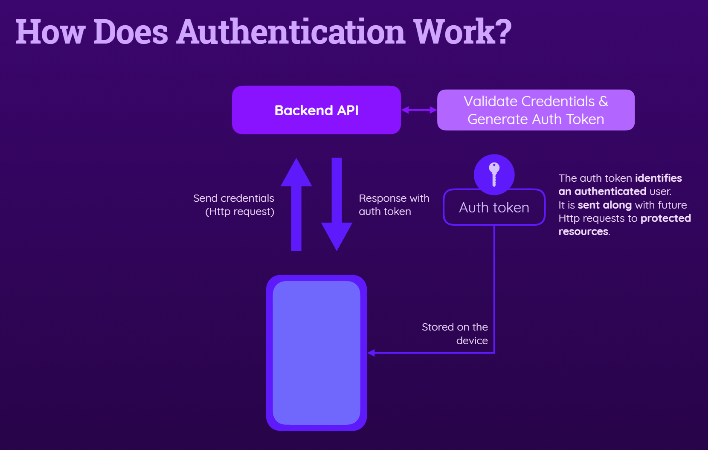 How Does Authentication Work?
Backend API
Validate Credentials &
Generate Auth Token
Send credentials
(Http request)
Response with
auth token
Auth token
The auth token identifies
an authenticated user.
It is sent along with future
Http requests to protected
resources.
Stored on the
device